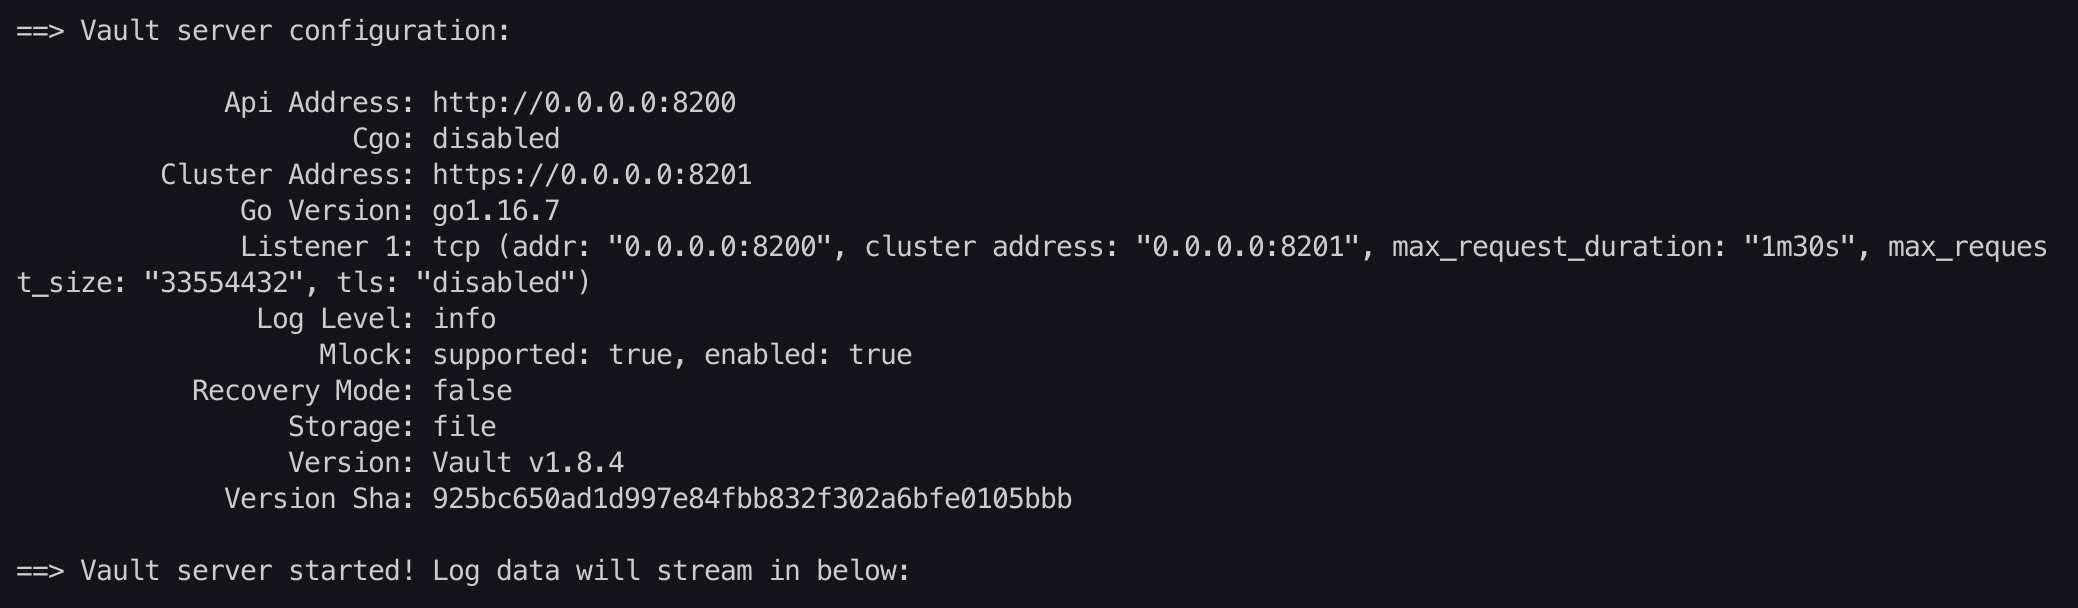 ==> Vault server configuration:
Api Address: http://0.0.0.0:8200
Cgo: disabled
Cluster Address: https://0.0.0.0:8201
Go Version: go1.16.7
Listener 1: tcp (addr: "0.0.0.0:8200", cluster address: "0.0.0.0:8201", max_request_duration: "1m30s", max_reques
t_size: "33554432", tls: "disabled")
Log Level: info
Mlock: supported: true, enabled: true
Recovery Mode: false
Storage: file
Version: Vault v1.8.4
Version Sha: 925bc650ad1d997e84fbb832f302a6bfe0105bbb
==> Vault server started! Log data will stream in below: